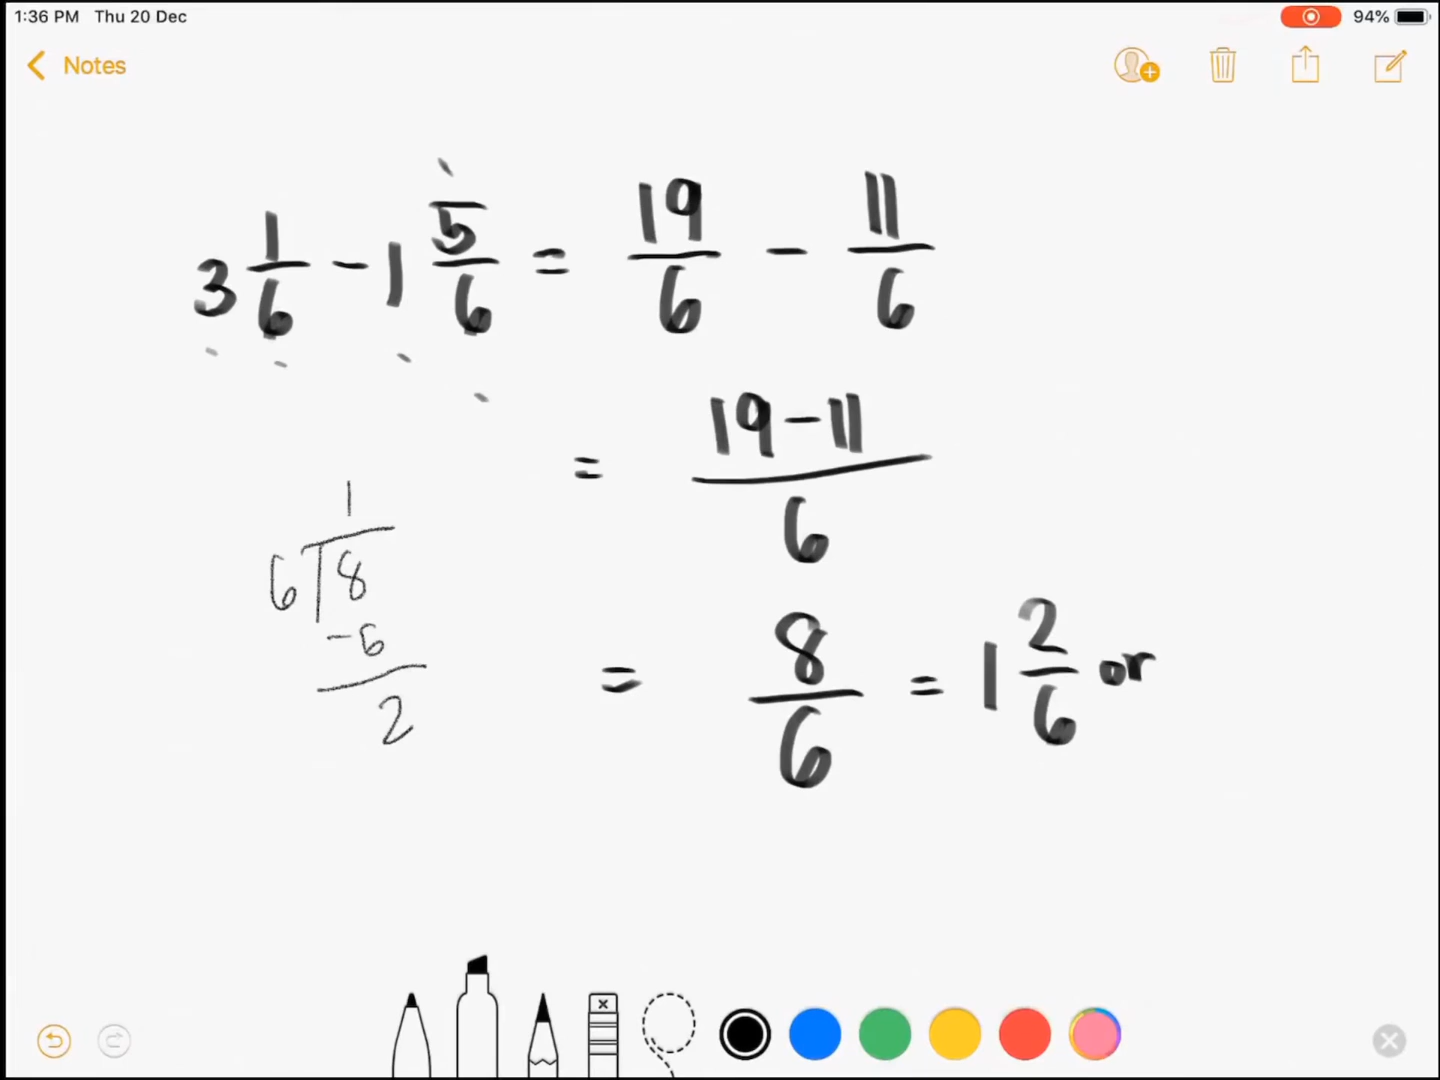 1:36 PM Thu 20 Dec 94%
Notes
3 1/6 - 1 5/6 = 19/6 - 11/6
= 19-11/6
= 8/6 = 1 2/6 or
1
6 8
-6
2